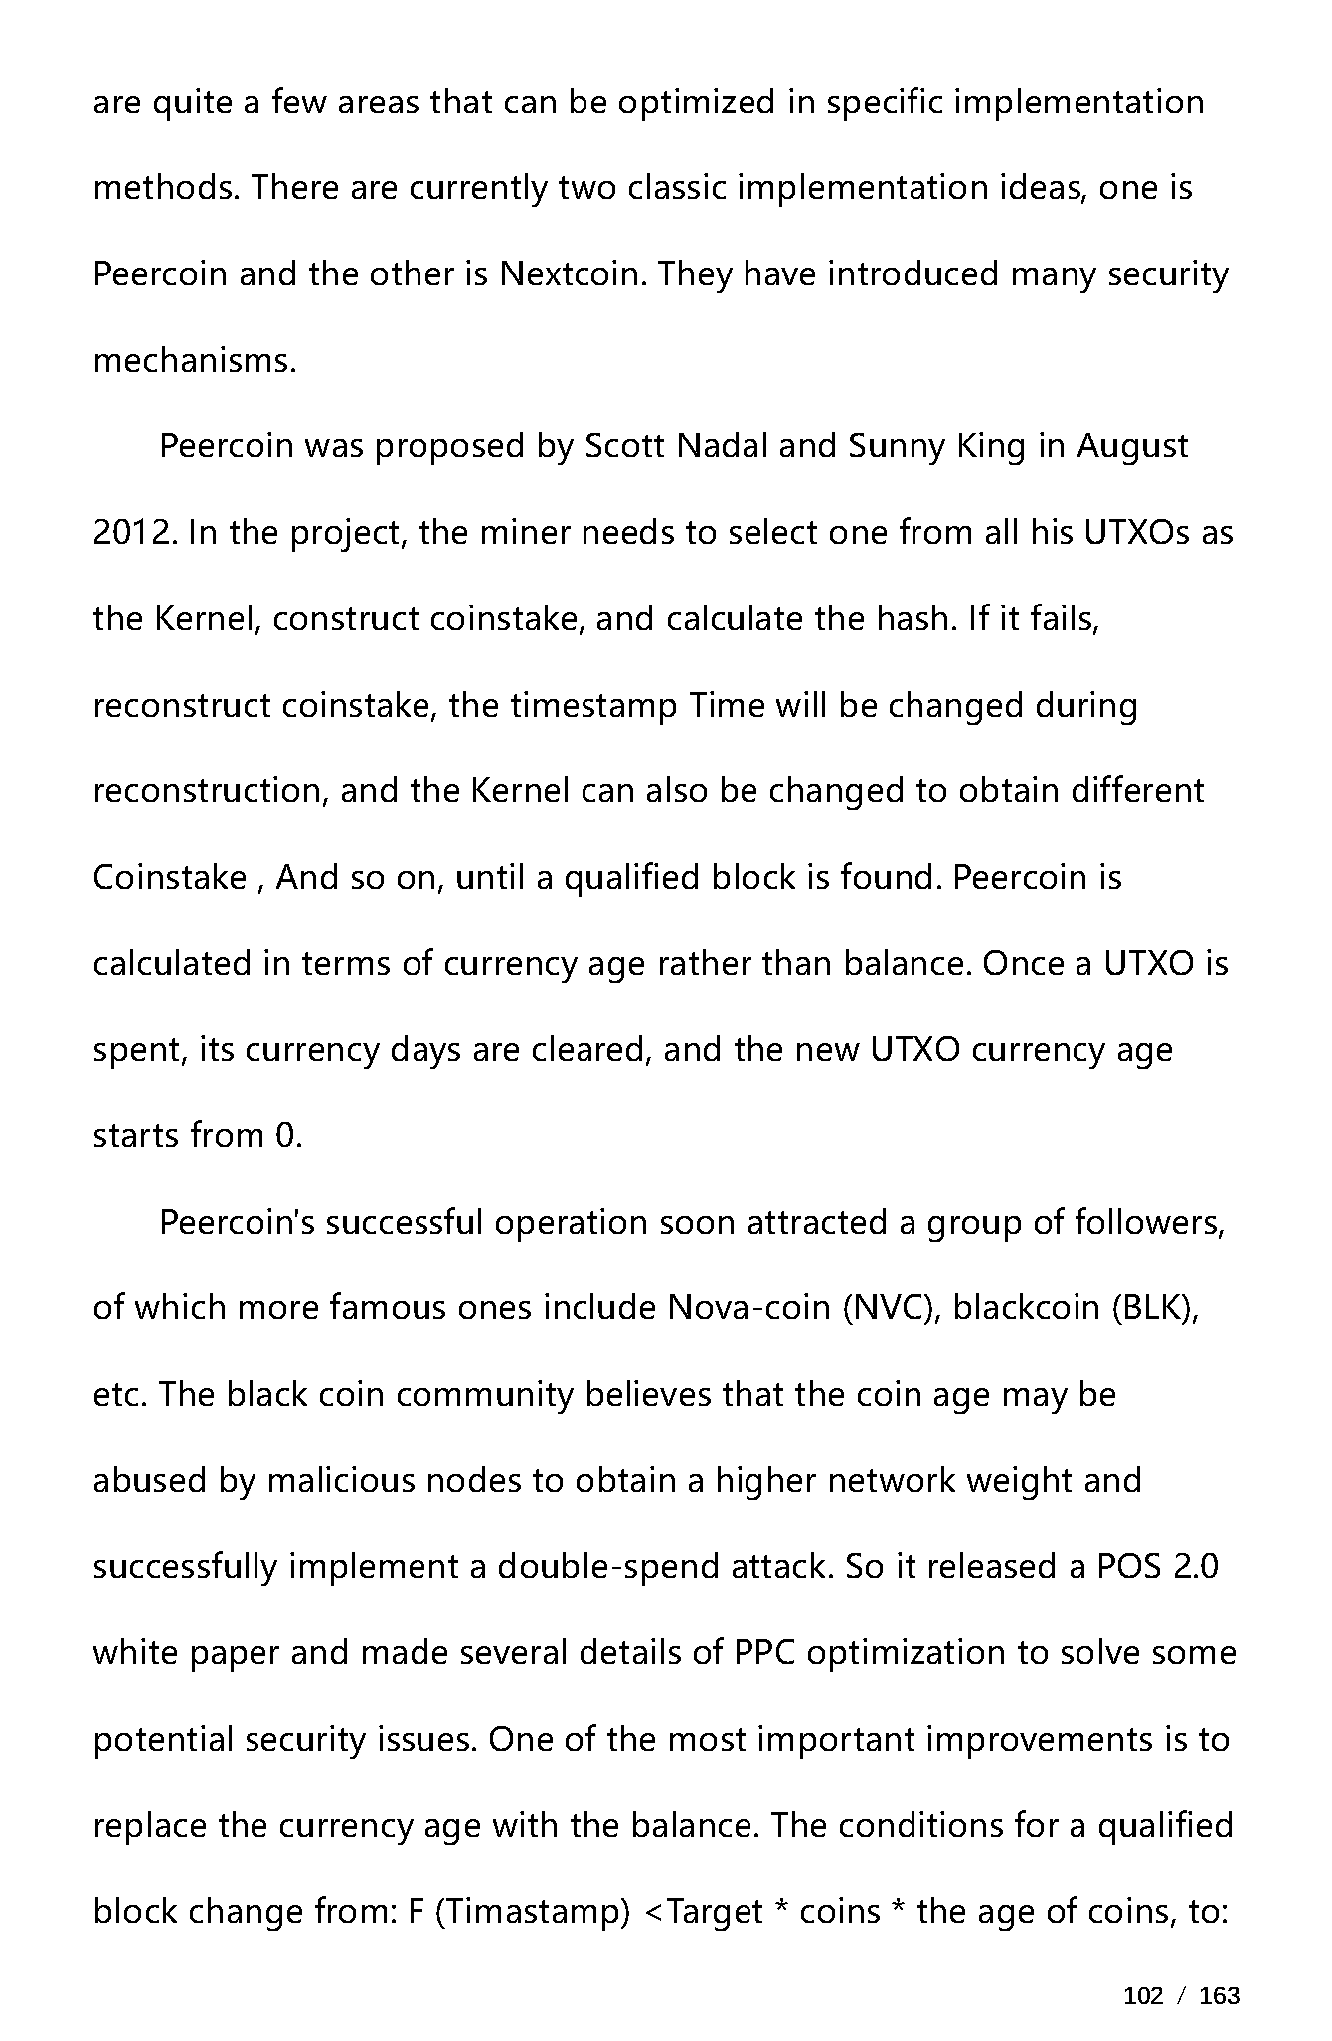 are quite a few areas that can be optimized in specific implementation
methods. There are currently two classic implementation ideas, one is
Peercoin and the other is Nextcoin. They have introduced many security
mechanisms.
Peercoin was proposed by Scott Nadal and Sunny King in August
2012. In the project, the miner needs to select one from all his UTXOs as
the Kernel, construct coinstake, and calculate the hash. If it fails,
reconstruct coinstake, the timestamp Time will be changed during
reconstruction, and the Kernel can also be changed to obtain different
Coinstake , And so on, until a qualified block is found. Peercoin is
calculated in terms of currency age rather than balance. Once a UTXO is
spent, its currency days are cleared, and the new UTXO currency age
starts from 0.
Peercoin's successful operation soon attracted a group of followers,
of which more famous ones include Nova-coin (NVC), blackcoin (BLK),
etc. The black coin community believes that the coin age may be
abused by malicious nodes to obtain a higher network weight and
successfully implement a double-spend attack. So it released a POS 2.0
white paper and made several details of PPC optimization to solve some
potential security issues. One of the most important improvements is to
replace the currency age with the balance. The conditions for a qualified
block change from: F (Timastamp) <Target * coins * the age of coins, to:
102 / 163